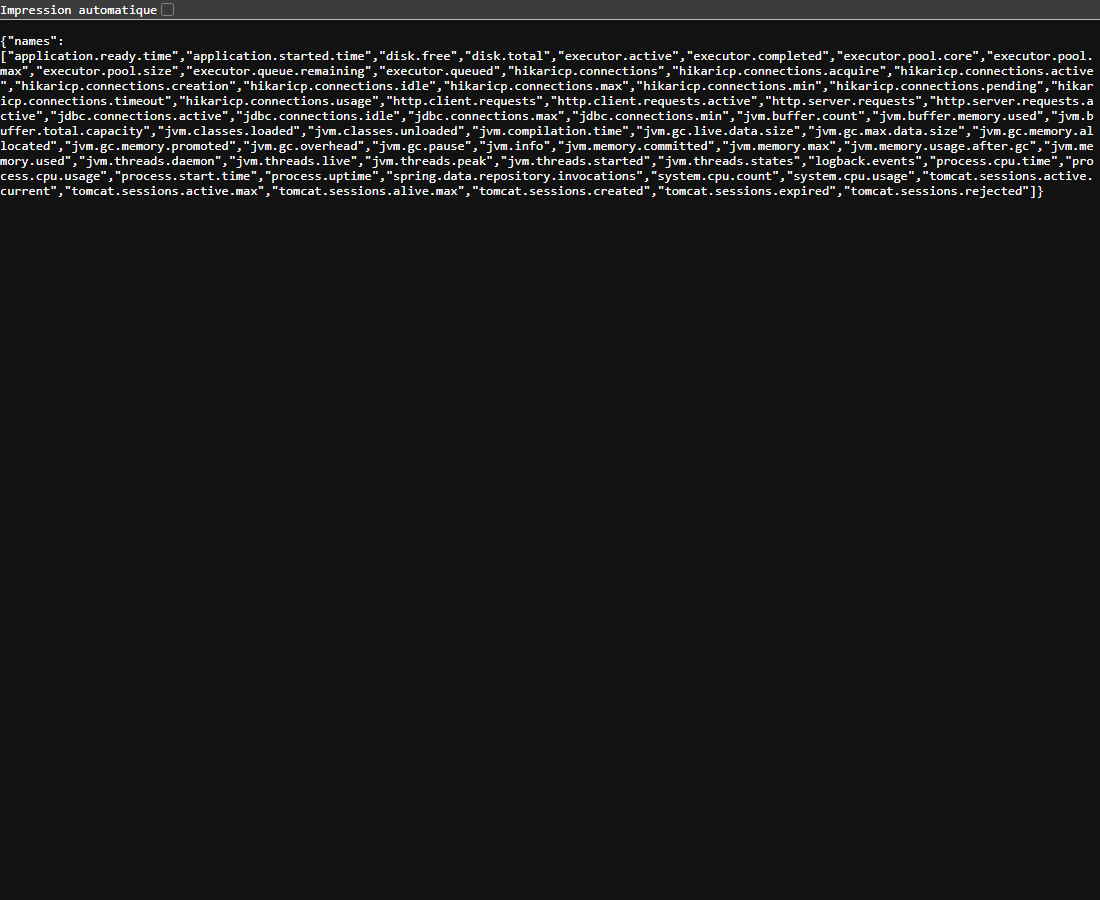 Impression automatique
{"names":
["application.ready.time","application.started.time","disk.free","disk.total","executor.active","executor.completed","executor.pool.core","executor.pool.
max","executor.pool.size","executor.queue.remaining","executor.queued","hikaricp.connections","hikaricp.connections.acquire","hikaricp.connections.active
","hikaricp.connections.creation","hikaricp.connections.idle","hikaricp.connections.max","hikaricp.connections.min","hikaricp.connections.pending","hikar
icp.connections.timeout","hikaricp.connections.usage","http.client.requests","http.client.requests.active","http.server.requests","http.server.requests.a
ctive","jdbc.connections.active","jdbc.connections.idle","jdbc.connections.max","jdbc.connections.min","jvm.buffer.count","jvm.buffer.memory.used","jvm.b
uffer.total.capacity","jvm.classes.loaded","jvm.classes.unloaded","jvm.compilation.time","jvm.gc.live.data.size","jvm.gc.max.data.size","jvm.gc.memory.al
located","jvm.gc.memory.promoted","jvm.gc.overhead","jvm.gc.pause","jvm.info","jvm.memory.committed","jvm.memory.max","jvm.memory.usage.after.gc","jvm.me
mory.used","jvm.threads.daemon","jvm.threads.live","jvm.threads.peak","jvm.threads.started","jvm.threads.states","logback.events","process.cpu.time","pro
cess.cpu.usage","process.start.time","process.uptime","spring.data.repository.invocations","system.cpu.count","system.cpu.usage","tomcat.sessions.active.
current","tomcat.sessions.active.max","tomcat.sessions.alive.max","tomcat.sessions.created","tomcat.sessions.expired","tomcat.sessions.rejected"]}